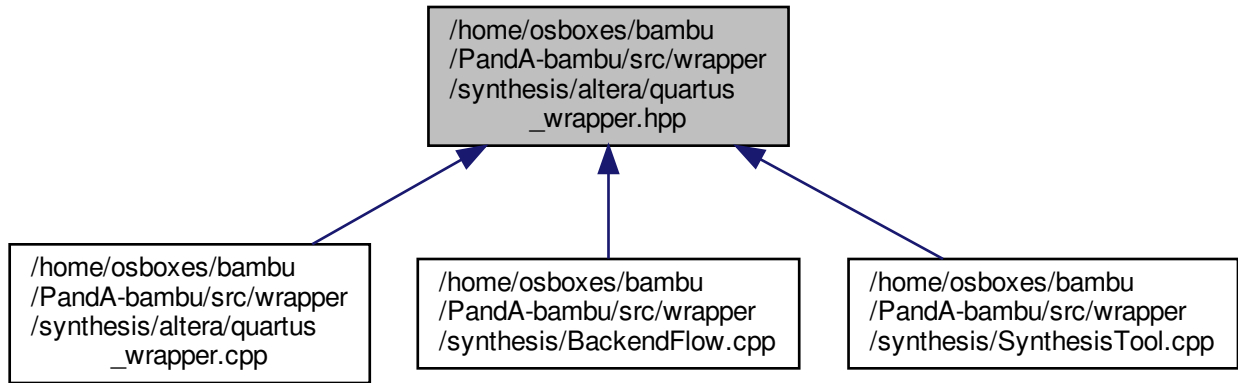 /home/osboxes/bambu
/PandA-bambu/src/wrapper
/synthesis/altera/quartus
_wrapper.hpp
/home/osboxes/bambu
/PandA-bambu/src/wrapper
/synthesis/altera/quartus
_wrapper.cpp
/home/osboxes/bambu
/PandA-bambu/src/wrapper
/synthesis/BackendFlow.cpp
/home/osboxes/bambu
/PandA-bambu/src/wrapper
/synthesis/SynthesisTool.cpp